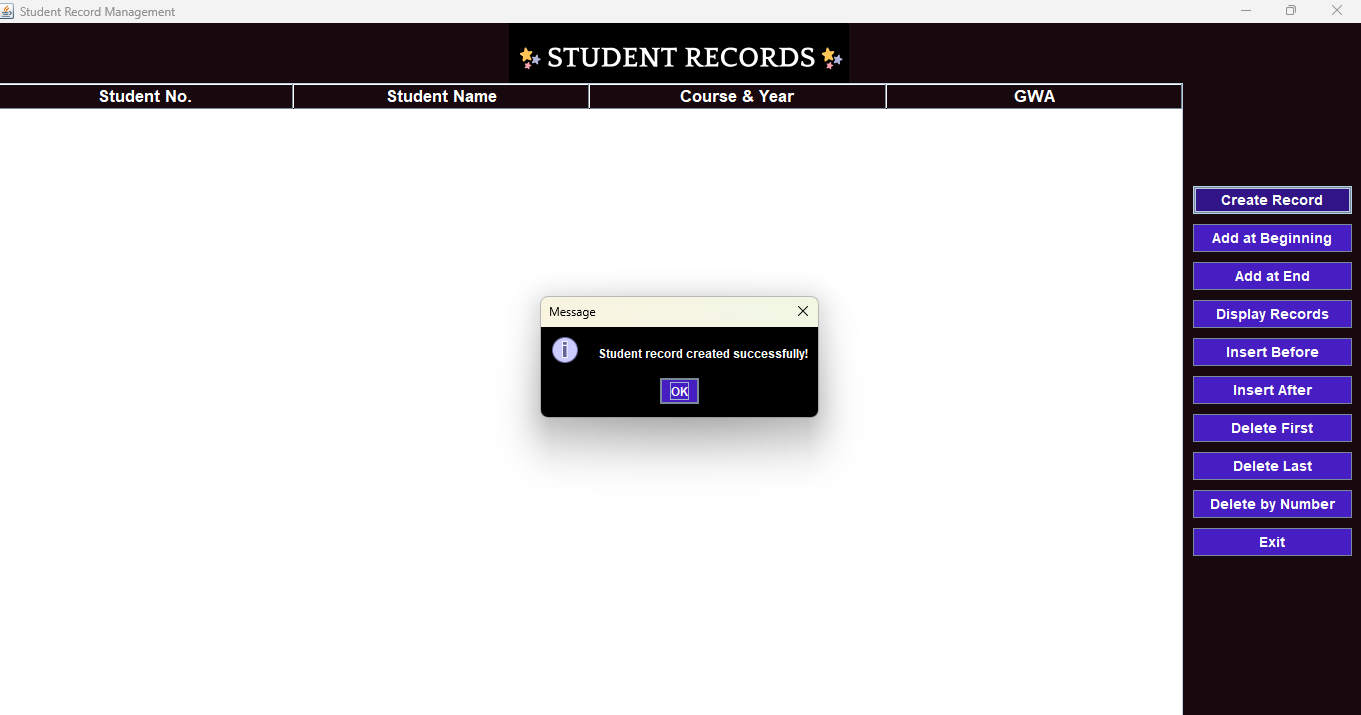 Student Record Management
STUDENT RECORDS
Student No. Student Name Course & Year GWA
Create Record
Add at Beginning
Add at End
Display Records
Insert Before
Insert After
Delete First
Delete Last
Delete by Number
Exit
Message
i
Student record created successfully!
OK